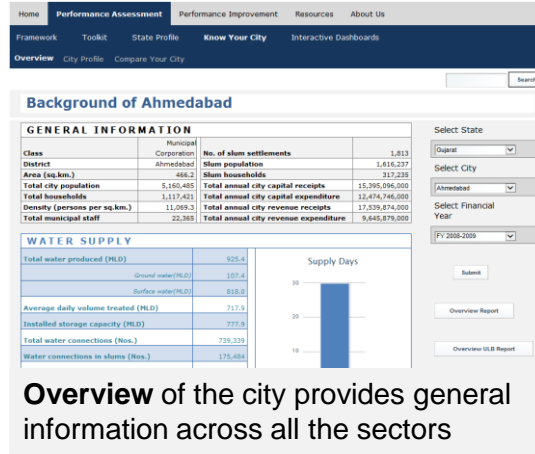 Home Performance Assessment Performance Improvement Resources About Us
Framework Toolkit State Profile Know Your City Interactive Dashboards
Overview City Profile Compare Your City
Search
Background of Ahmedabad
GENERAL INFORMATION
Class Municipal Corporation No. of slum settlements 1,813
District Ahmedabad Slum population 1,616,237
Area (sq.km.) 466.2 Slum households 317,235
Total city population 5,160,485 Total annual city capital receipts 15,395,096,000
Total households 1,117,421 Total annual city capital expenditure 12,474,746,000
Density (persons per sq.km.) 11,069.3 Total annual city revenue receipts 17,539,874,000
Total municipal staff 22,365 Total annual city revenue expenditure 9,645,879,000
WATER SUPPLY
Total water produced (MLD) 925.4
Ground water(MLD) 107.4
Surface water(MLD) 818.0
Average daily volume treated (MLD) 717.9
Installed storage capacity (MLD) 777.9
Total water connections (Nos.) 739,339
Water connections in slums (Nos.) 175,484
Supply Days
30
20
10
Select State
Gujarat
Select City
Ahmedabad
Select Financial
Year
FY 2008-2009
Submit
Overview Report
Overview ULB Report
Overview of the city provides general
information across all the sectors